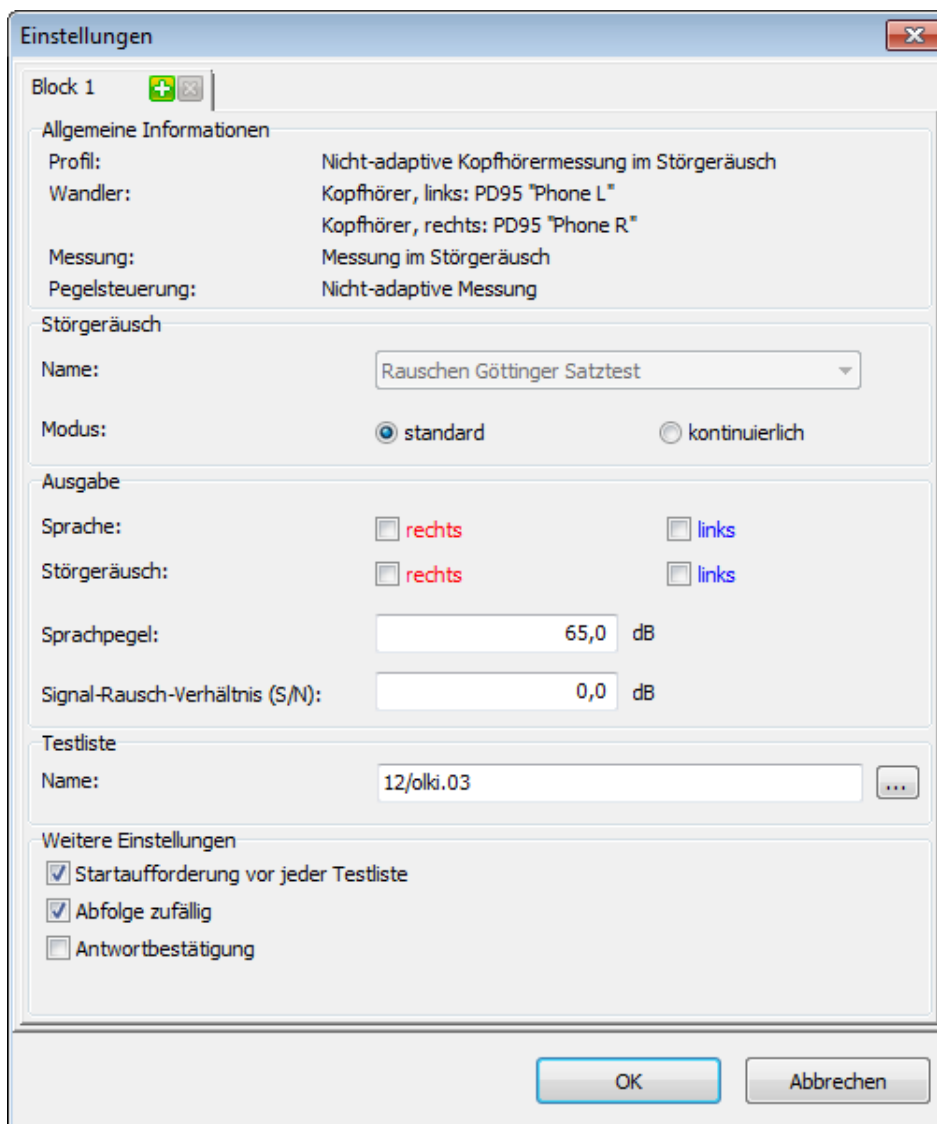 Einstellungen
Block 1
Allgemeine Informationen
Profil: Nicht-adaptive Kopfhörermessung im Störgeräusch
Wandler: Kopfhörer, links: PD95 "Phone L"
Kopfhörer, rechts: PD95 "Phone R"
Messung: Messung im Störgeräusch
Pegelsteuerung: Nicht-adaptive Messung
Störgeräusch
Name: Rauschen Göttinger Satztest
Modus: standard kontinuierlich
Ausgabe
Sprache: rechts links
Störgeräusch: rechts links
Sprachpegel: 65,0 dB
Signal-Rausch-Verhältnis (S/N): 0,0 dB
Testliste
Name: 12/olki.03 ...
Weitere Einstellungen
Startaufforderung vor jeder Testliste
Abfolge zufällig
Antwortbestätigung
OK Abbrechen